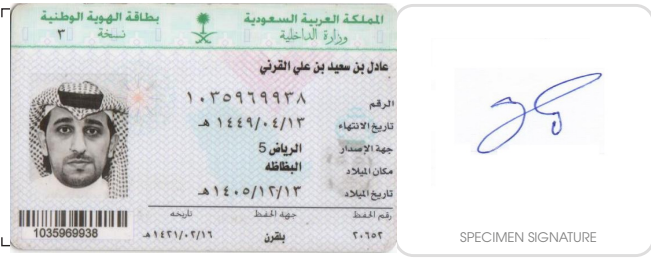 المملكة العربية السعودية
وزارة الداخلية
بطاقة الهوية الوطنية
نسخة ٣
عادل بن سعيد بن علي القرني
الرقم ١٠٣٥٩٦٩٩٣٨
تاريخ الانتهاء ١٤٤٩/٠٤/١٣ هـ
جهة الإصدار الرياض 5
مكان الميلاد البظاظه
تاريخ الميلاد ١٤٠٥/١٢/١٣ هـ
رقم الحفظ جهة الحفظ تاريخه
٢٠٦٥٢ بلقرن ١٤٢١/٠٢/١٦ هـ
1035969938
SPECIMEN SIGNATURE